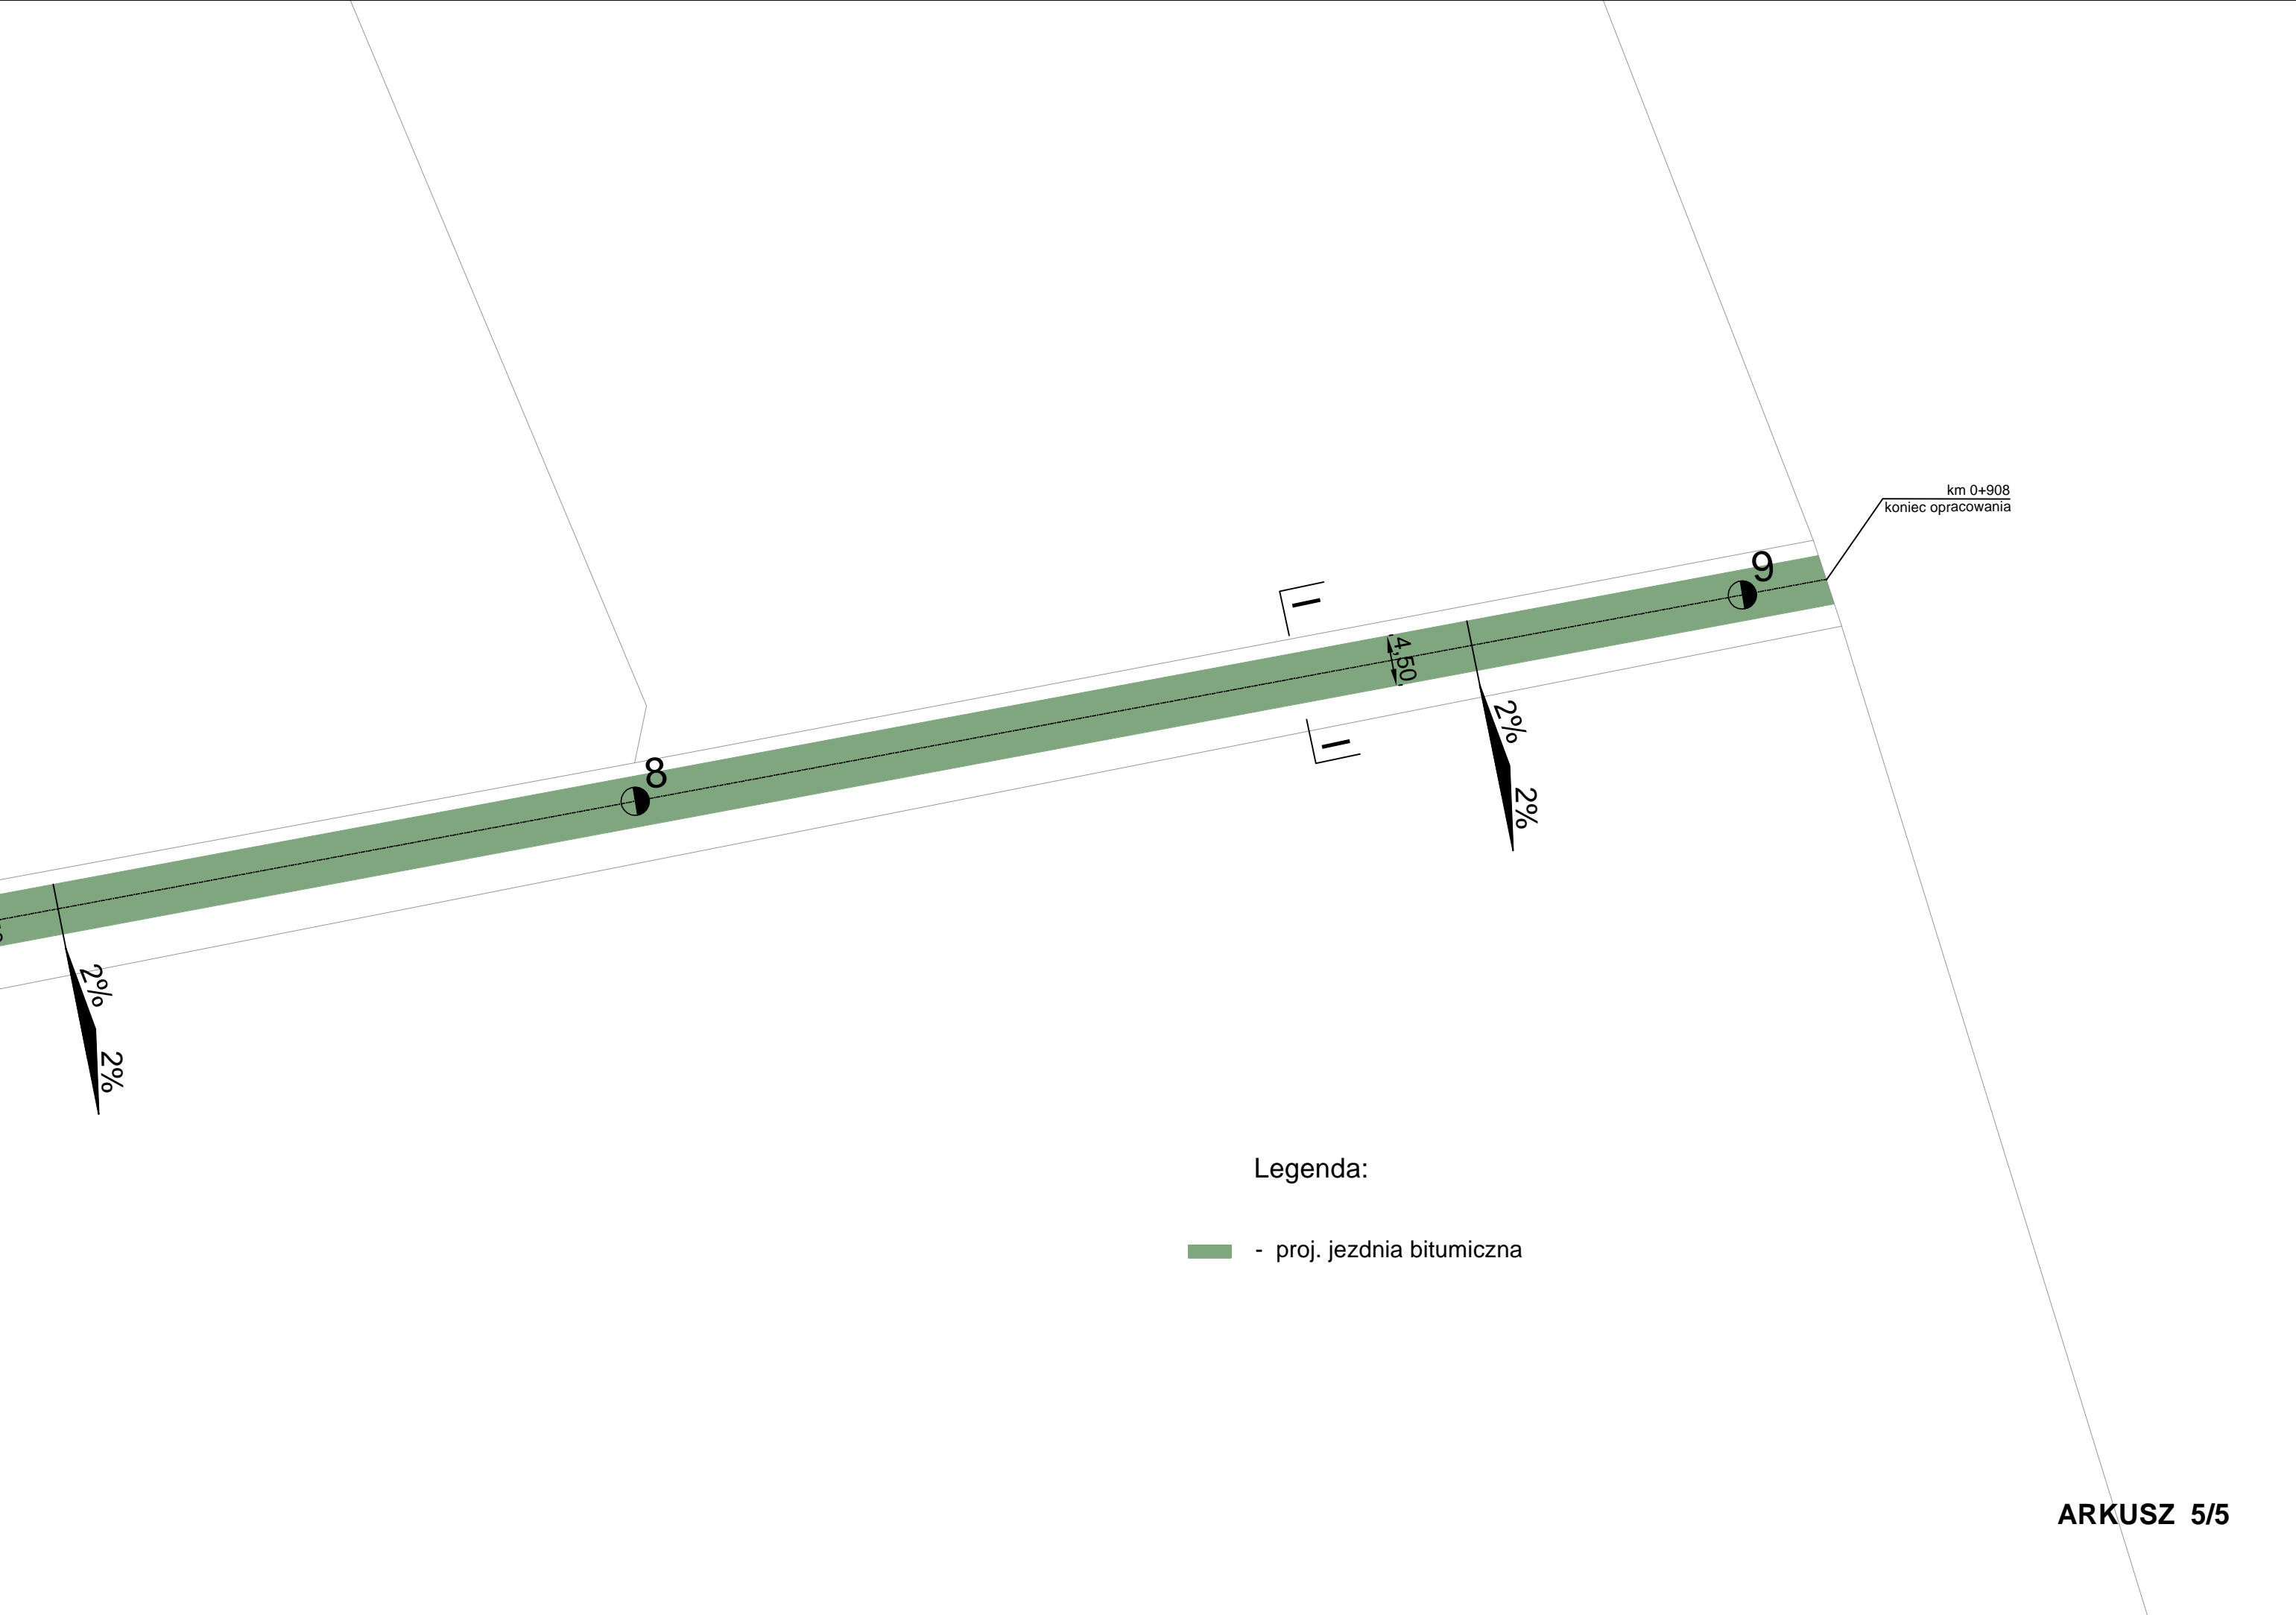 km 0+908
koniec opracowania
9
I
4,50
2%
2%
I
8
2%
2%
Legenda:
- proj. jezdnia bitumiczna
ARKUSZ 5/5